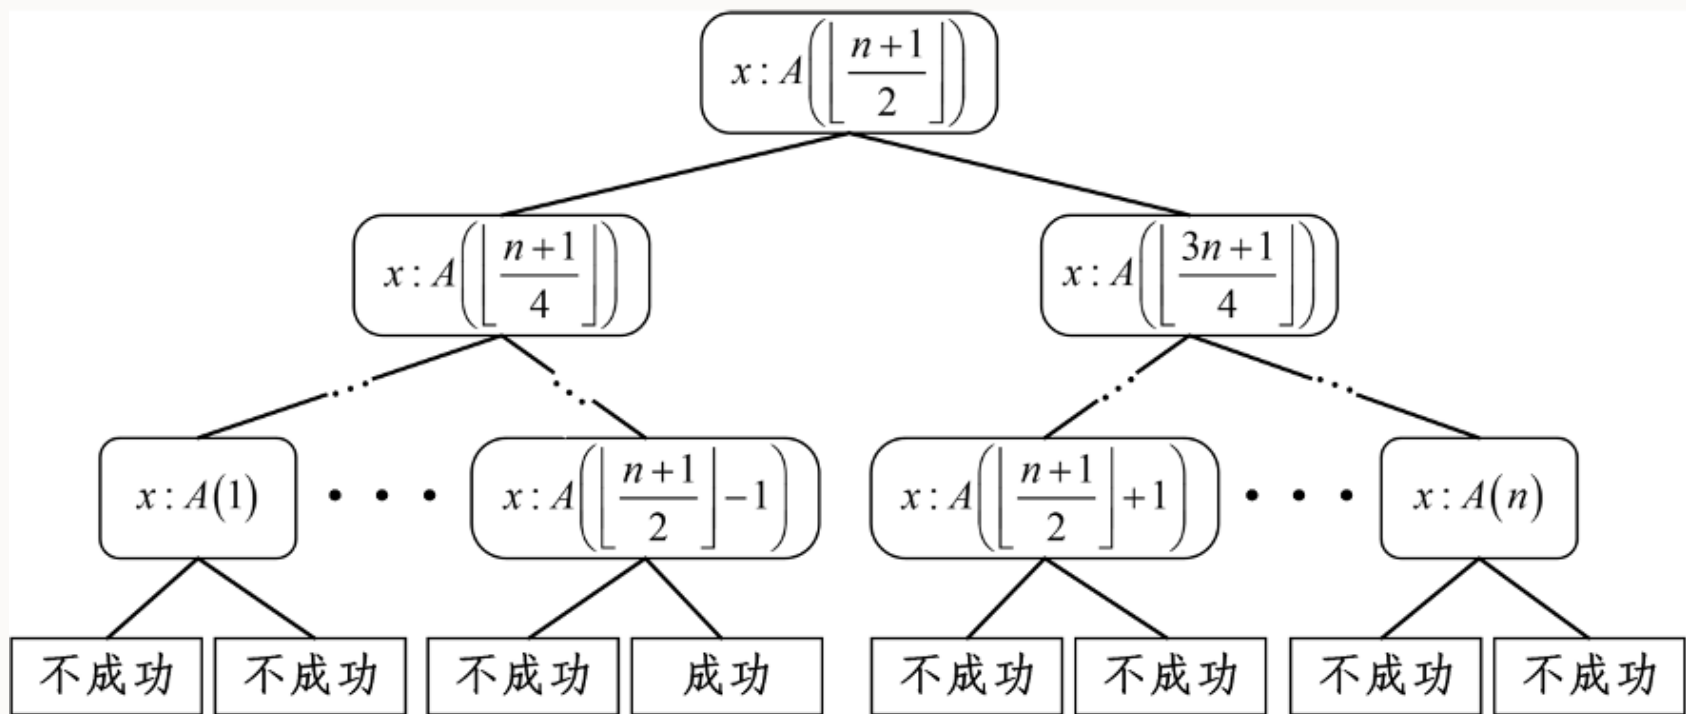 x : A(⌊(n+1)/2⌋)
x : A(⌊(n+1)/4⌋) x : A(⌊(3n+1)/4⌋)
x : A(1) • • • x : A(⌊(n+1)/2⌋−1) x : A(⌊(n+1)/2⌋+1) • • • x : A(n)
不成功 不成功 不成功 成功 不成功 不成功 不成功 不成功